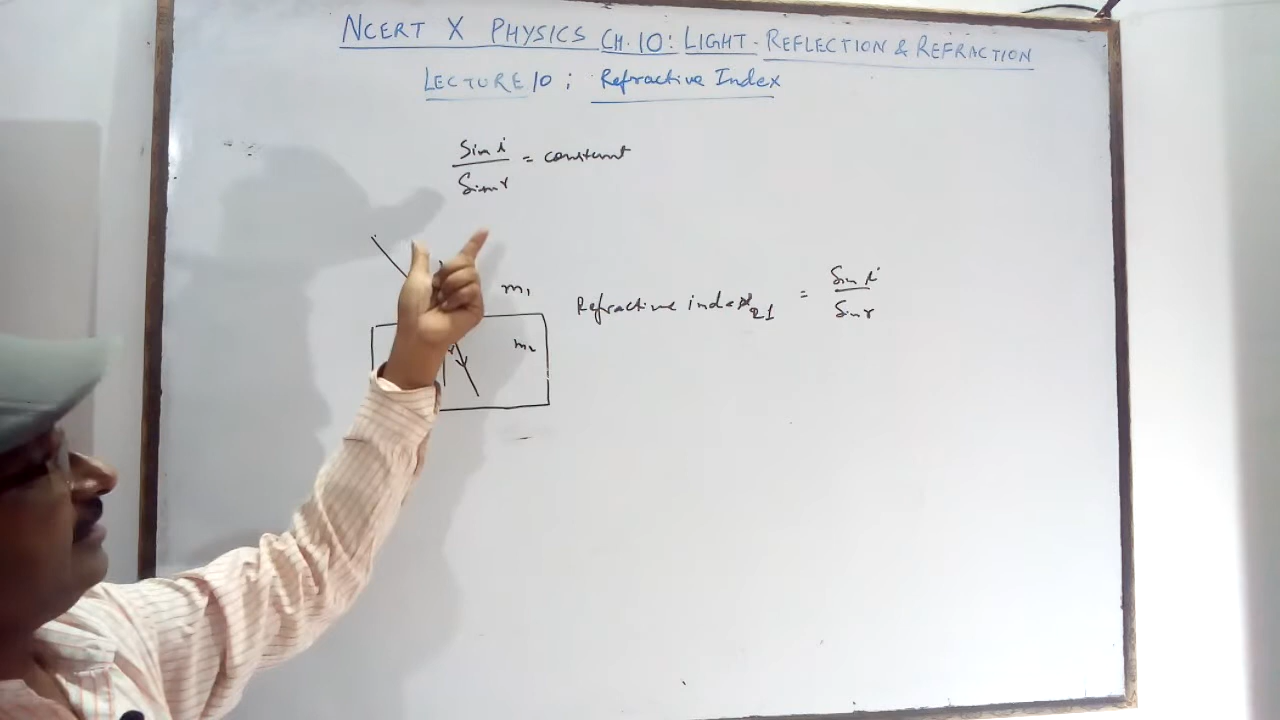 NCERT X PHYSICS CH.10: LIGHT-REFLECTION & REFRACTION
LECTURE 10 : Refractive Index
Sin i
= constant
Sin r
m₁
m₂
r
Refractive index₂₁ = Sin i
Sin r